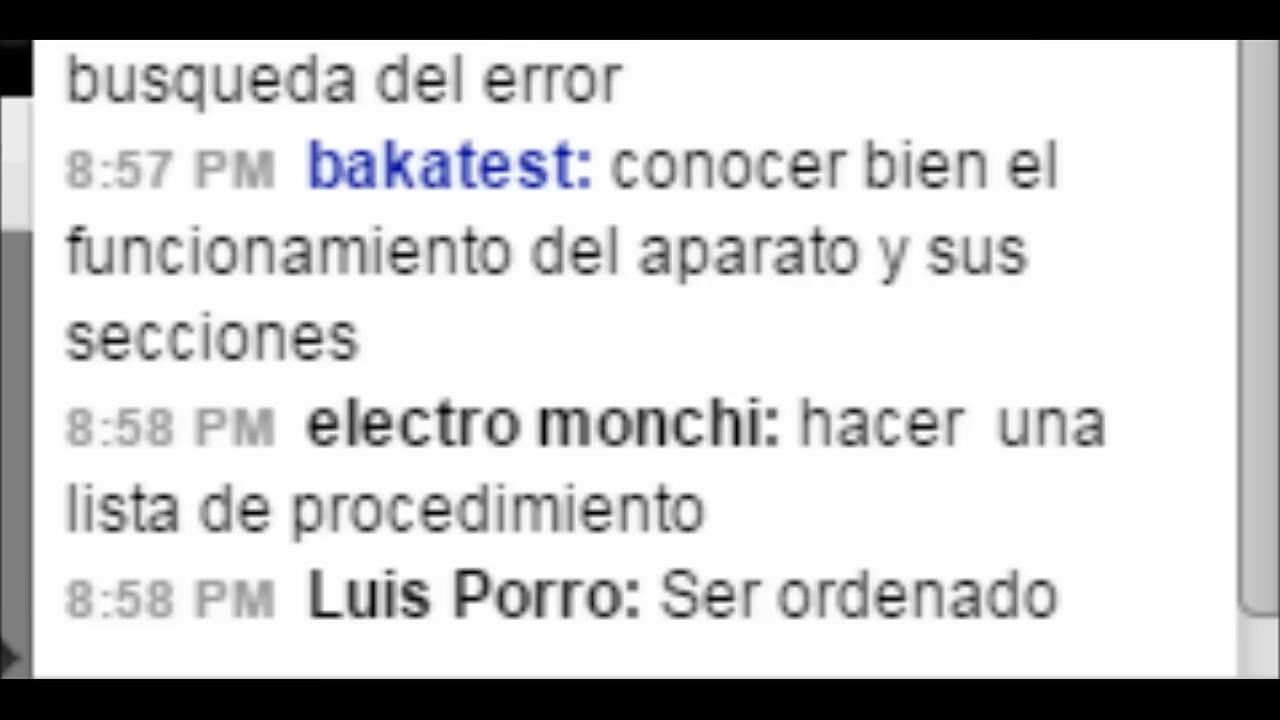 busqueda del error
8:57 PM bakatest: conocer bien el
funcionamiento del aparato y sus
secciones
8:58 PM electro monchi: hacer una
lista de procedimiento
8:58 PM Luis Porro: Ser ordenado